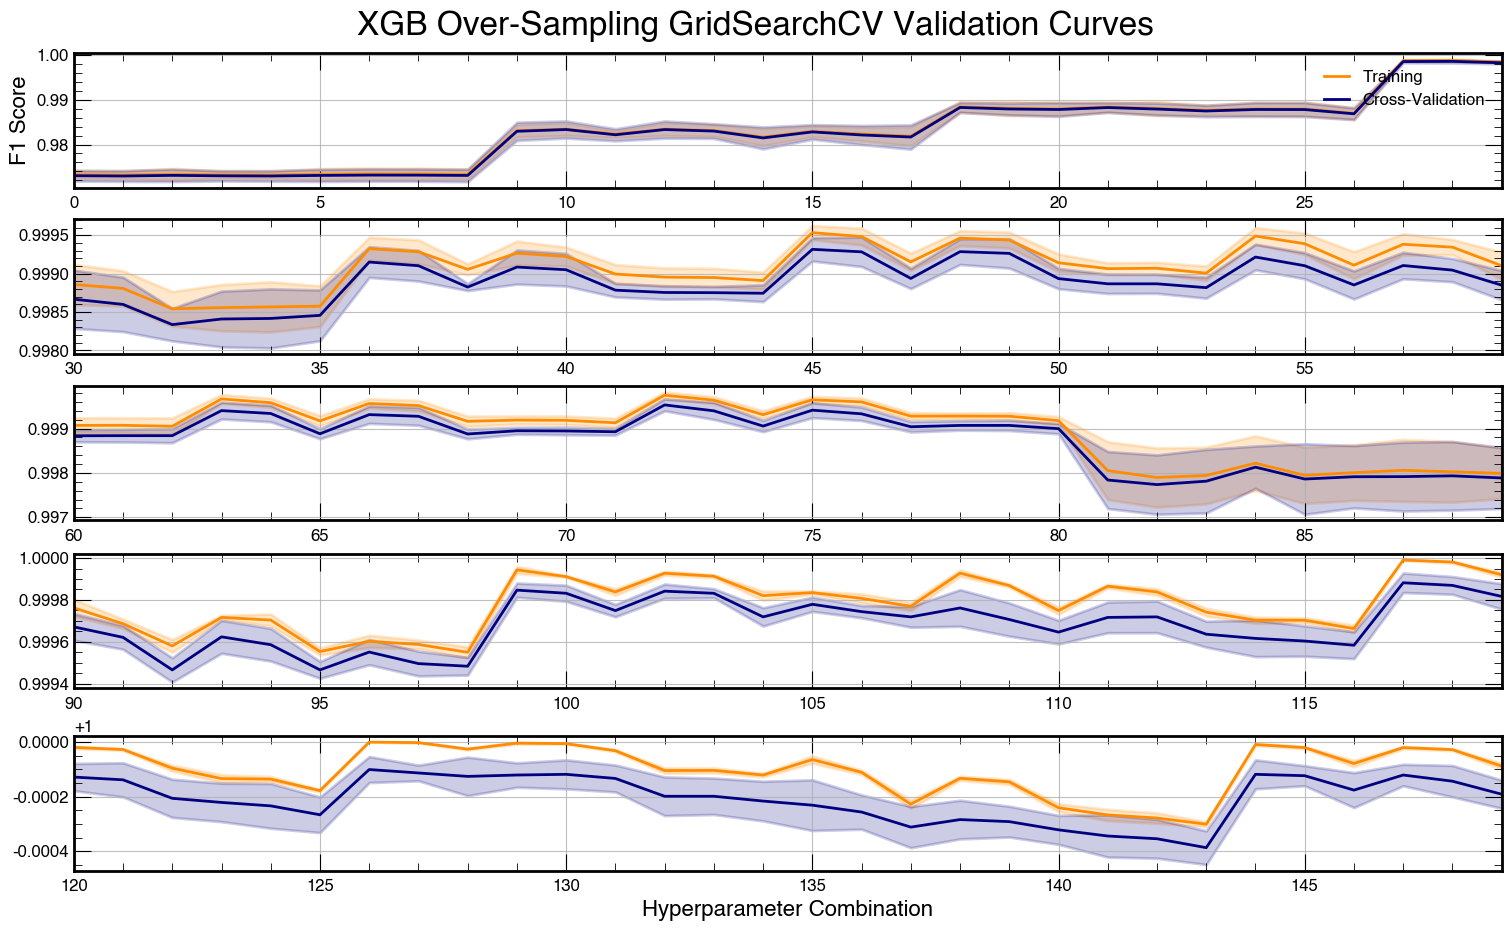 XGB Over-Sampling GridSearchCV Validation Curves
1.00
0.99
0.98
F1 Score
Training
Cross-Validation
0 5 10 15 20 25
0.9995
0.9990
0.9985
0.9980
30 35 40 45 50 55
0.999
0.998
0.997
60 65 70 75 80 85
1.0000
0.9998
0.9996
0.9994
90 95 100 105 110 115
+1
0.0000
-0.0002
-0.0004
120 125 130 135 140 145
Hyperparameter Combination